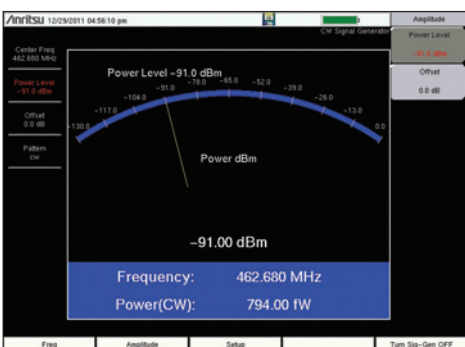 Anritsu 12/29/2011 04:56:10 pm
CW Signal Generator
Amplitude
Center Freq
462.680 MHz
Power Level
-91.0 dBm
Offset
0.0 dB
Pattern
CW
Power Level
-91.0 dBm
Offset
0.0 dB
Power Level -91.0 dBm
-130.0
-117.0
-104.0
-91.0
-78.0
-65.0
-52.0
-39.0
-26.0
-13.0
0.0
Power dBm
-91.00 dBm
Frequency: 462.680 MHz
Power(CW): 794.00 fW
Freq
Amplitude
Setup
Turn Sig-Gen OFF